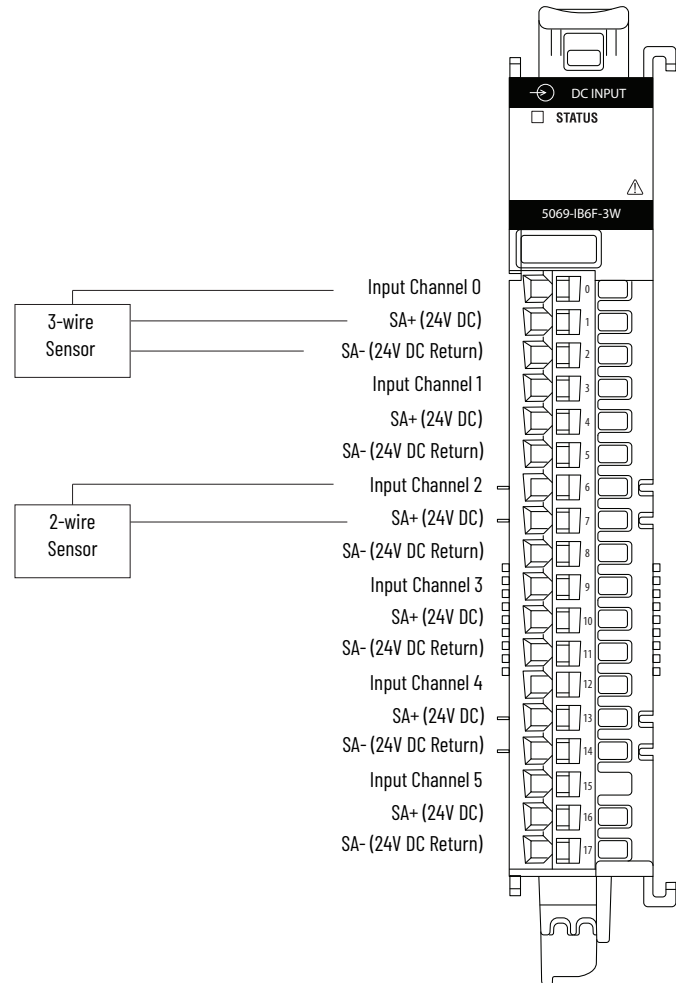 DC INPUT
STATUS
5069-IB6F-3W
Input Channel 0
0
3-wire
Sensor
SA+ (24V DC)
1
SA- (24V DC Return)
2
Input Channel 1
3
SA+ (24V DC)
4
SA- (24V DC Return)
5
Input Channel 2
6
2-wire
Sensor
SA+ (24V DC)
7
SA- (24V DC Return)
8
Input Channel 3
9
SA+ (24V DC)
10
SA- (24V DC Return)
11
Input Channel 4
12
SA+ (24V DC)
13
SA- (24V DC Return)
14
Input Channel 5
15
SA+ (24V DC)
16
SA- (24V DC Return)
17